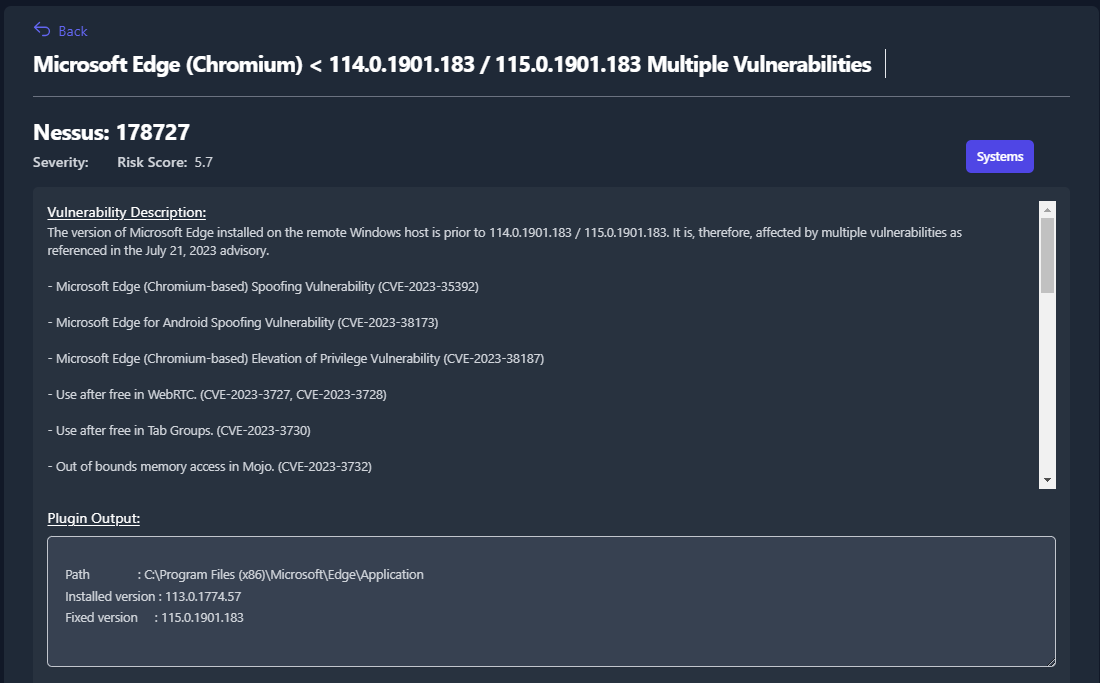 Back
Microsoft Edge (Chromium) < 114.0.1901.183 / 115.0.1901.183 Multiple Vulnerabilities
Nessus: 178727
Severity: Risk Score: 5.7
Systems
Vulnerability Description:
The version of Microsoft Edge installed on the remote Windows host is prior to 114.0.1901.183 / 115.0.1901.183. It is, therefore, affected by multiple vulnerabilities as
referenced in the July 21, 2023 advisory.
- Microsoft Edge (Chromium-based) Spoofing Vulnerability (CVE-2023-35392)
- Microsoft Edge for Android Spoofing Vulnerability (CVE-2023-38173)
- Microsoft Edge (Chromium-based) Elevation of Privilege Vulnerability (CVE-2023-38187)
- Use after free in WebRTC. (CVE-2023-3727, CVE-2023-3728)
- Use after free in Tab Groups. (CVE-2023-3730)
- Out of bounds memory access in Mojo. (CVE-2023-3732)
Plugin Output:
Path : C:\Program Files (x86)\Microsoft\Edge\Application
Installed version : 113.0.1774.57
Fixed version : 115.0.1901.183